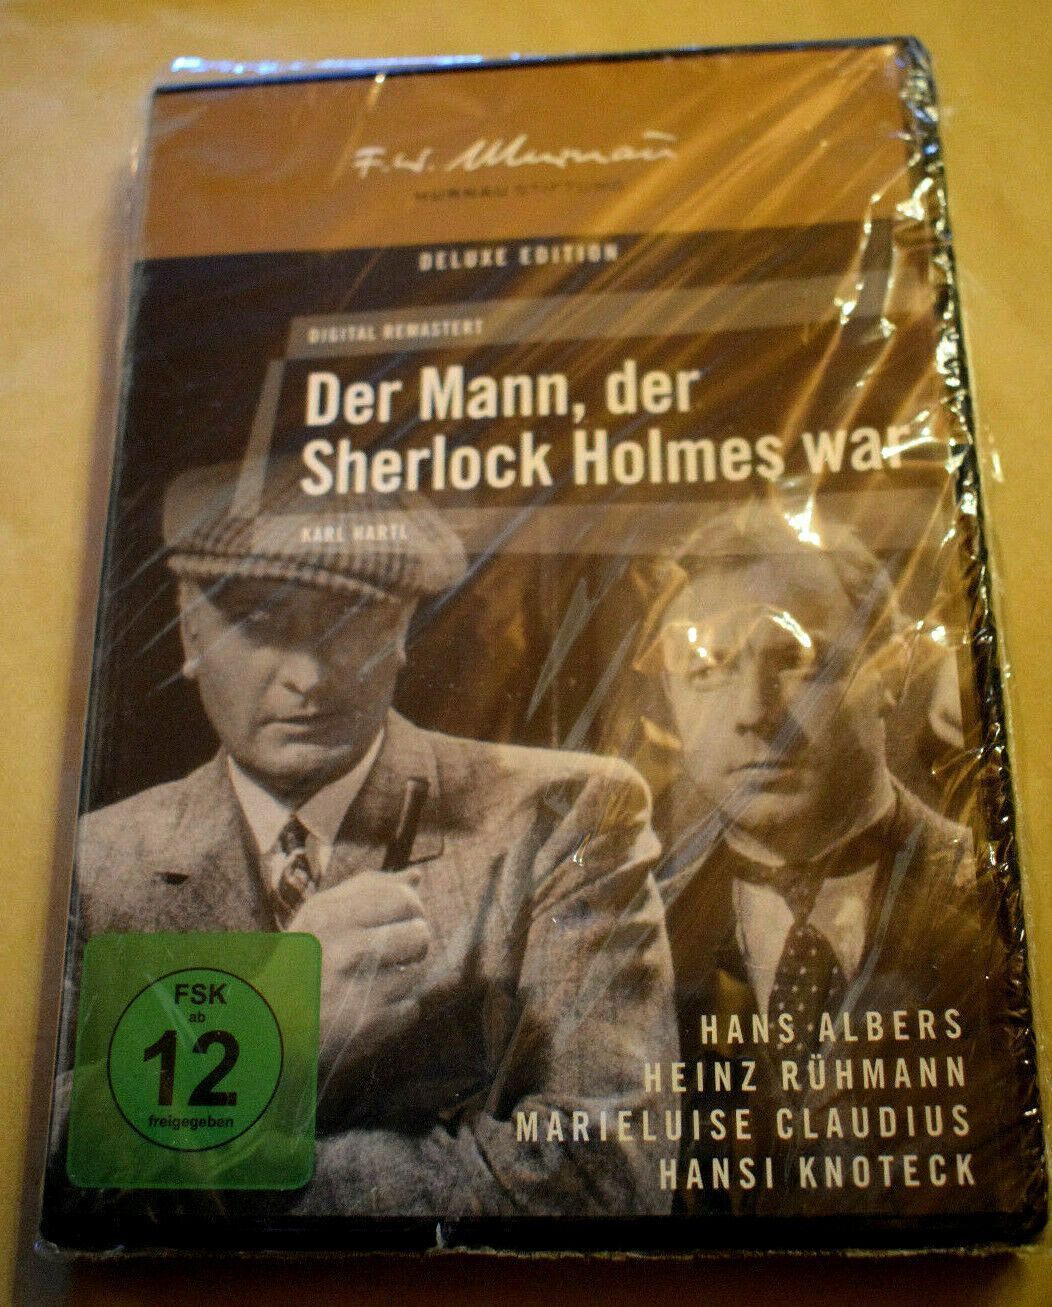 F.W. Murnau
MURNAU STIFTUNG
DELUXE EDITION
DIGITAL REMASTERT
Der Mann, der
Sherlock Holmes war
KARL HARTL
FSK
ab
12
freigegeben
HANS ALBERS
HEINZ RÜHMANN
MARIELUISE CLAUDIUS
HANSI KNOTECK